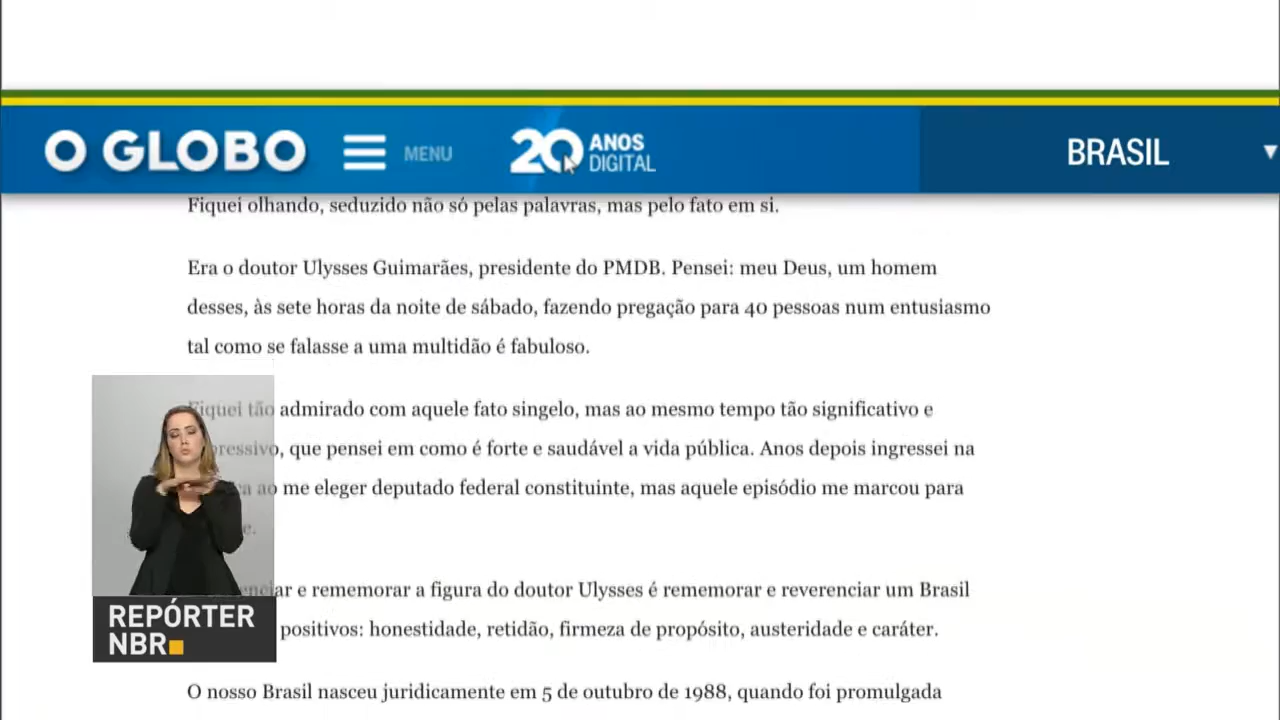 O GLOBO MENU 20 ANOS DIGITAL BRASIL
Fiquei olhando, seduzido não só pelas palavras, mas pelo fato em si.
Era o doutor Ulysses Guimarães, presidente do PMDB. Pensei: meu Deus, um homem
desses, às sete horas da noite de sábado, fazendo pregação para 40 pessoas num entusiasmo
tal como se falasse a uma multidão é fabuloso.
Fiquei tão admirado com aquele fato singelo, mas ao mesmo tempo tão significativo e
pressivo, que pensei em como é forte e saudável a vida pública. Anos depois ingressei na
ao me eleger deputado federal constituinte, mas aquele episódio me marcou para
e.
enciar e rememorar a figura do doutor Ulysses é rememorar e reverenciar um Brasil
positivos: honestidade, retidão, firmeza de propósito, austeridade e caráter.
O nosso Brasil nasceu juridicamente em 5 de outubro de 1988, quando foi promulgada
REPÓRTER
NBR